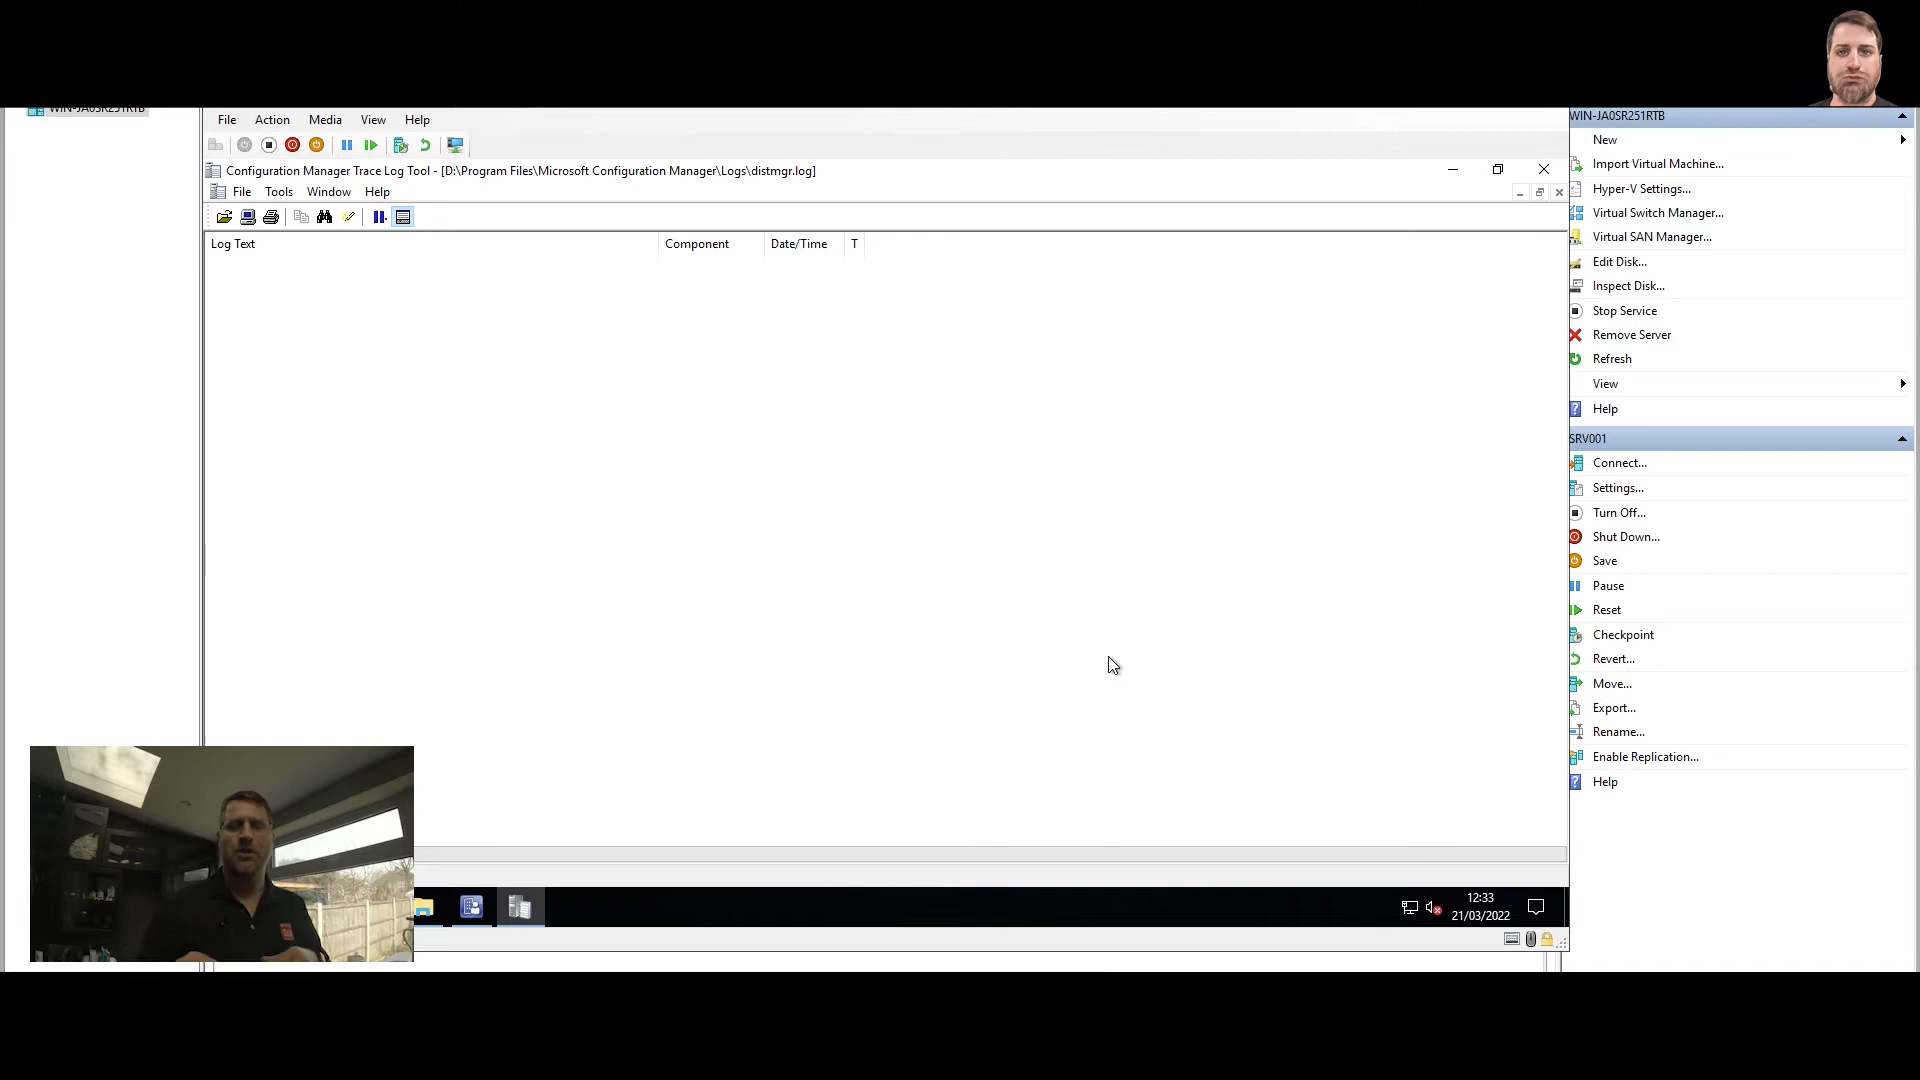 WIN-JA0SR251RTB
File Action Media View Help
Configuration Manager Trace Log Tool - [D:\Program Files\Microsoft Configuration Manager\Logs\distmgr.log]
File Tools Window Help
Log Text Component Date/Time T
12:33
21/03/2022
WIN-JA0SR251RTB
New
Import Virtual Machine...
Hyper-V Settings...
Virtual Switch Manager...
Virtual SAN Manager...
Edit Disk...
Inspect Disk...
Stop Service
Remove Server
Refresh
View
Help
SRV001
Connect...
Settings...
Turn Off...
Shut Down...
Save
Pause
Reset
Checkpoint
Revert...
Move...
Export...
Rename...
Enable Replication...
Help